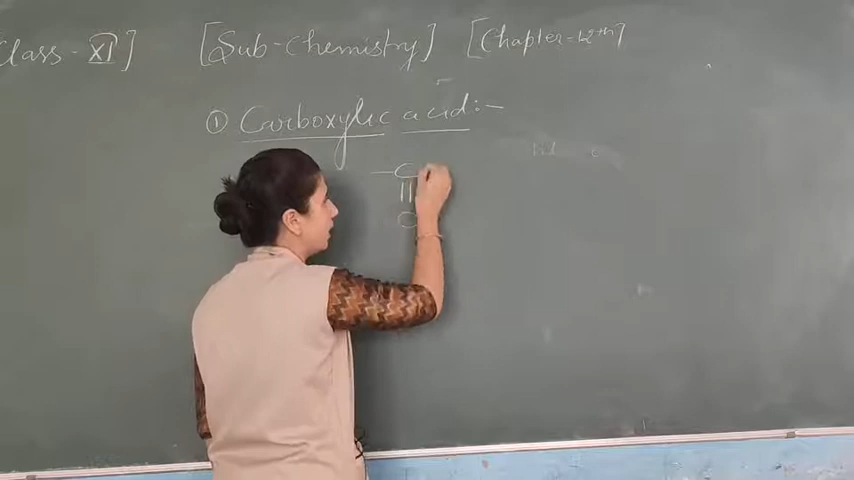 Class - XI] [Sub - Chemistry] [Chapter - 12th]
① Carboxylic acid :-
- C
||
O